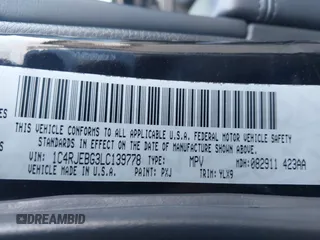 THIS VEHICLE CONFORMS TO ALL APPLICABLE U.S.A. FEDERAL MOTOR VEHICLE SAFETY
STANDARDS IN EFFECT ON THE DATE OF MANUFACTURE SHOWN ABOVE.
VIN: 1C4RJEBG3LC139778 TYPE: MPV MDH: 082911 423AA
VEHICLE MADE IN U.S.A. PAINT: PXJ TRIM: YLX9
DREAMBID